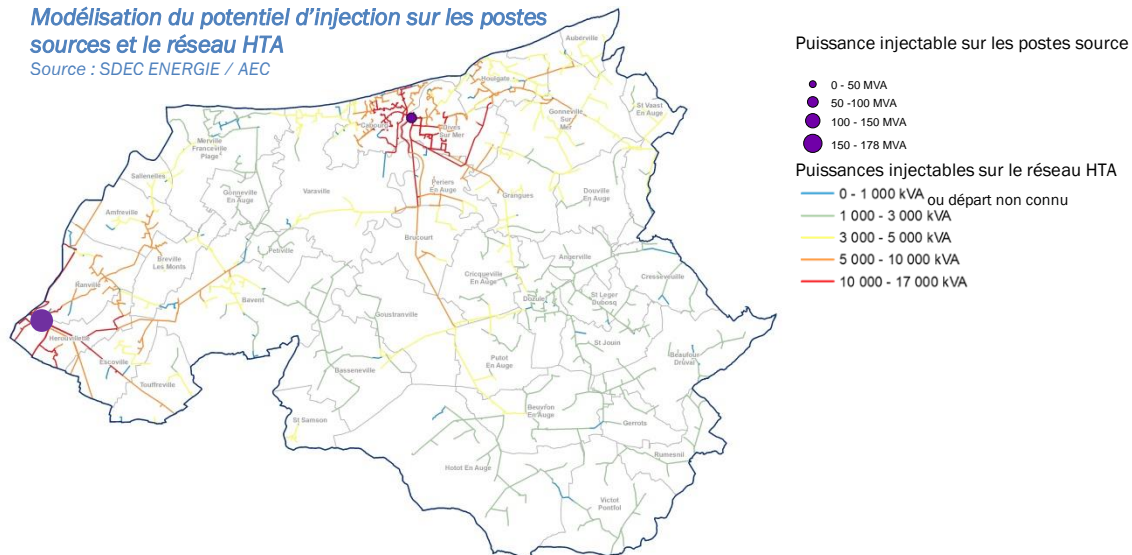 Modélisation du potentiel d'injection sur les postes
sources et le réseau HTA
Source : SDEC ENERGIE / AEC
Puissance injectable sur les postes source
0 - 50 MVA
50 -100 MVA
100 - 150 MVA
150 - 178 MVA
Puissances injectables sur le réseau HTA
0 - 1 000 kVA ou départ non connu
1 000 - 3 000 kVA
3 000 - 5 000 kVA
5 000 - 10 000 kVA
10 000 - 17 000 kVA
Auberville
Houlgate
St Vaast
En Auge
Gonneville
Sur
Mer
Cabourg
Dives
Sur Mer
Merville
Franceville
Plage
Sallenelles
Gonneville
En Auge
Varaville
Periers
En Auge
Grangues
Douville
En Auge
Amfreville
Brucourt
Breville
Les Monts
Petiville
Angerville
Cricqueville
En Auge
Cresseveuille
Ranville
Bavent
Dozule
St Leger
Dubosq
Goustranville
Herouvillette
St Jouin
Escoville
Putot
En Auge
Beaufour
Druval
Basseneville
Touffreville
Beuvron
En Auge
St Samson
Gerrots
Rumesnil
Hotot En Auge
Victot
Pontfol